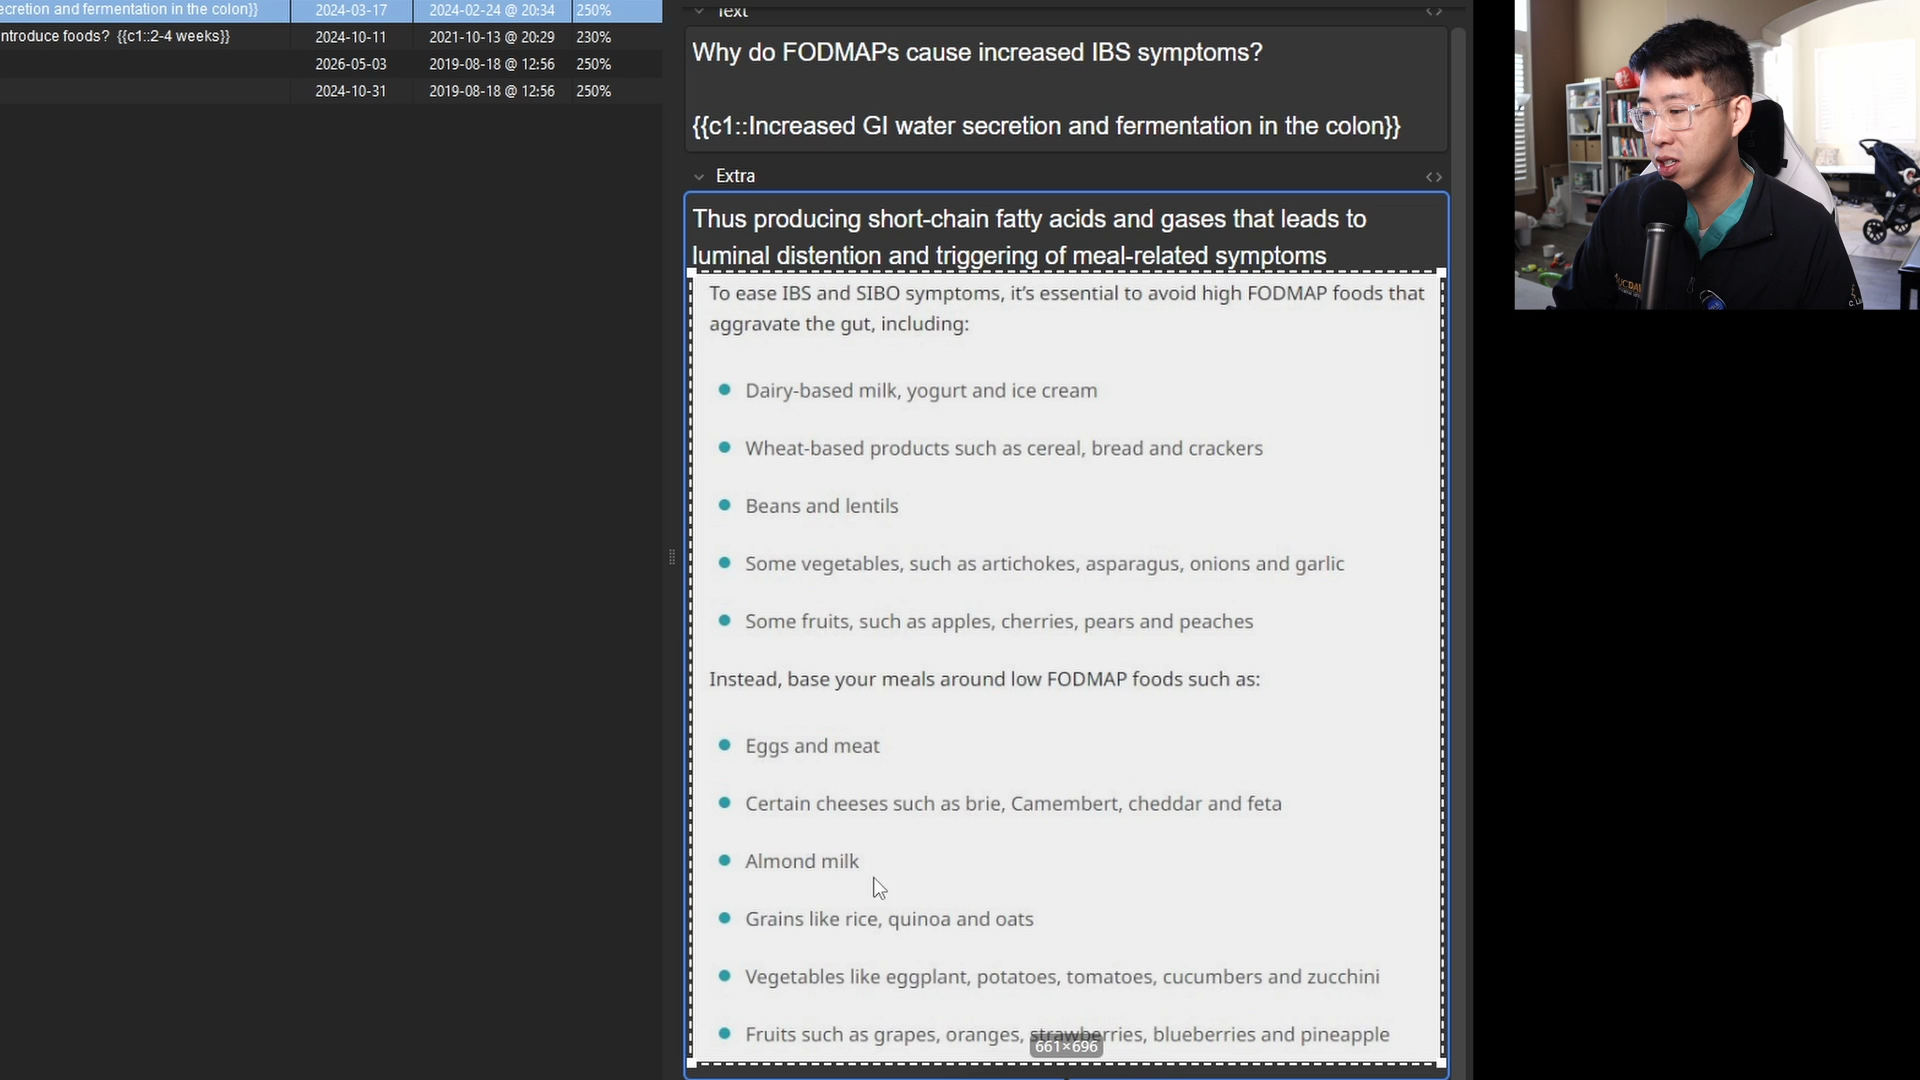 ecretion and fermentation in the colon}} 2024-03-17 2024-02-24 @ 20:34 250%
ntroduce foods? {{c1::2-4 weeks}} 2024-10-11 2021-10-13 @ 20:29 230%
2026-05-03 2019-08-18 @ 12:56 250%
2024-10-31 2019-08-18 @ 12:56 250%
Text
Why do FODMAPs cause increased IBS symptoms?
{{c1::Increased GI water secretion and fermentation in the colon}}
Extra
Thus producing short-chain fatty acids and gases that leads to
luminal distention and triggering of meal-related symptoms
To ease IBS and SIBO symptoms, it's essential to avoid high FODMAP foods that
aggravate the gut, including:
Dairy-based milk, yogurt and ice cream
Wheat-based products such as cereal, bread and crackers
Beans and lentils
Some vegetables, such as artichokes, asparagus, onions and garlic
Some fruits, such as apples, cherries, pears and peaches
Instead, base your meals around low FODMAP foods such as:
Eggs and meat
Certain cheeses such as brie, Camembert, cheddar and feta
Almond milk
Grains like rice, quinoa and oats
Vegetables like eggplant, potatoes, tomatoes, cucumbers and zucchini
Fruits such as grapes, oranges, strawberries, blueberries and pineapple
661×696